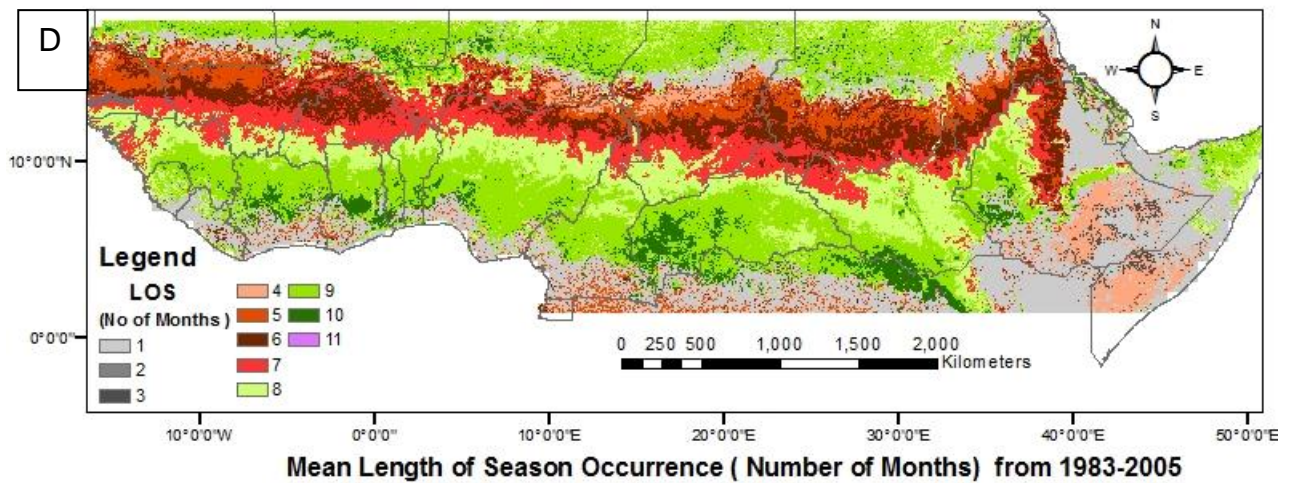 D
N
W E
S
10°0'0"N
0°0'0"
Legend
LOS
(No of Months )
1
2
3
4
5
6
7
8
9
10
11
0 250 500 1,000 1,500 2,000
Kilometers
10°0'0"W 0°0'0" 10°0'0"E 20°0'0"E 30°0'0"E 40°0'0"E 50°0'0"E
Mean Length of Season Occurrence ( Number of Months) from 1983-2005